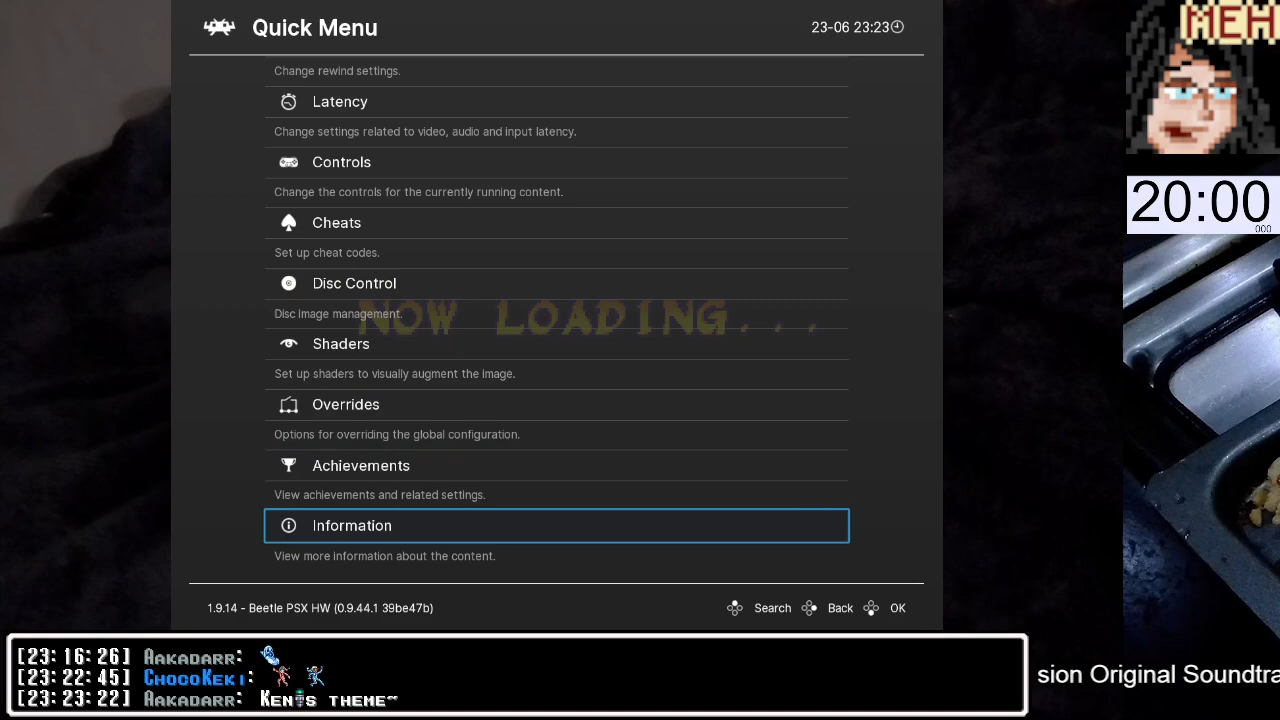 Quick Menu
23-06 23:23
MEH
Change rewind settings.
Latency
Change settings related to video, audio and input latency.
Controls
Change the controls for the currently running content.
Cheats
Set up cheat codes.
Disc Control
Disc image management.
NOW LOADING...
Shaders
Set up shaders to visually augment the image.
Overrides
Options for overriding the global configuration.
Achievements
View achievements and related settings.
Information
View more information about the content.
1.9.14 - Beetle PSX HW (0.9.44.1 39be47b)
Search Back OK
20:00
000
[23:16:26] Aakadarr:
[23:22:45] ChocoKeki:
[23:23:22] Aakadarr: Ken's theme~
sion Original Soundtra